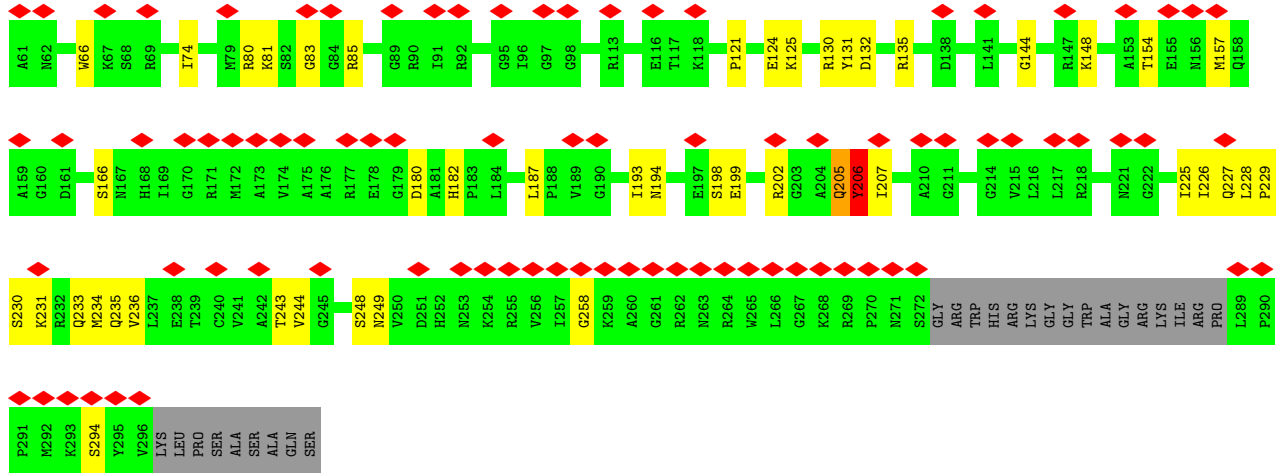 A61 N62 W66 K67 S68 R69 I74 M79 R80 K81 S82 G83 G84 R85 G89 R90 I91 R92 G95 I96 G97 G98 R113 E116 T117 K118 P121 E124 K125 R130 Y131 D132 R135 D138 L141 G144 R147 K148 A153 T154 E155 N156 M157 Q158
A159 G160 D161 S166 N167 H168 I169 G170 R171 M172 A173 V174 A175 A176 R177 E178 G179 D180 A181 H182 P183 L184 L187 P188 V189 G190 I193 N194 E197 S198 E199 R202 G203 A204 Q205 Y206 I207 A210 G211 G214 V215 L216 L217 R218 N221 G222 I225 I226 Q227 L228 P229
S230 K231 R232 Q233 M234 Q235 V236 L237 E238 T239 C240 V241 A242 T243 V244 G245 S248 N249 V250 D251 H252 N253 K254 R255 V256 I257 G258 K259 A260 G261 R262 N263 R264 W265 L266 G267 K268 R269 P270 N271 S272 GLY ARG TRP HIS ARG LYS GLY GLY TRP ALA GLY ARG LYS ILE ARG PRO L289 P290
P291 M292 K293 S294 Y295 V296 LYS LEU PRO SER ALA SER ALA GLN SER